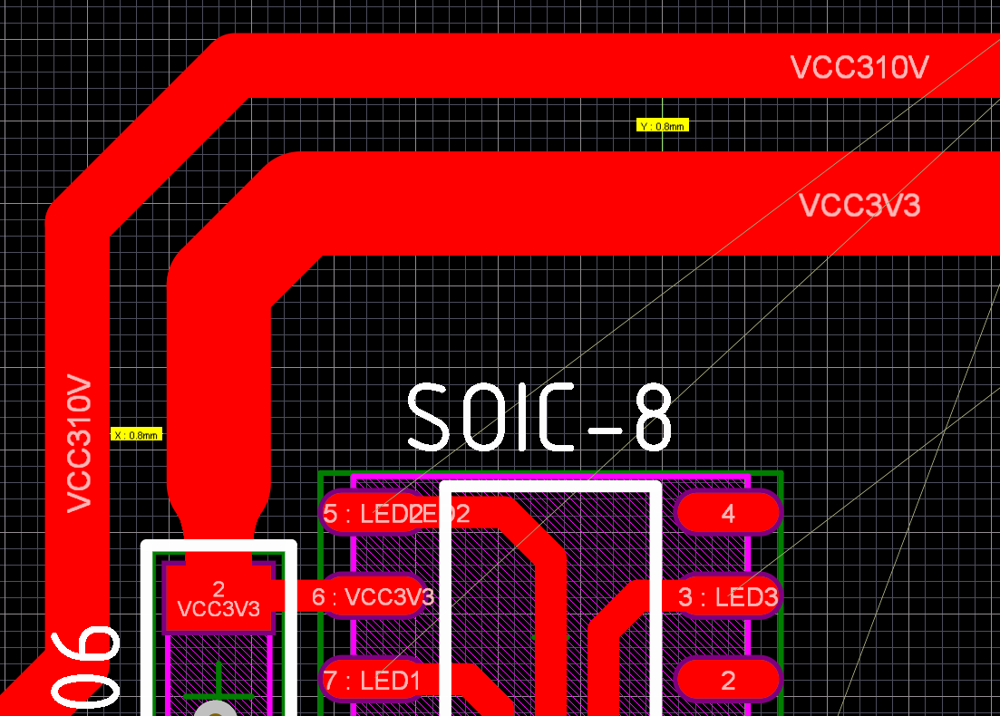 VCC310V
Y : 0.8mm
VCC3V3
VCC310V
X : 0.8mm
SOIC-8
5 : LED2
LED2
4
2
VCC3V3
6 : VCC3V3
3 : LED3
06
7 : LED1
2